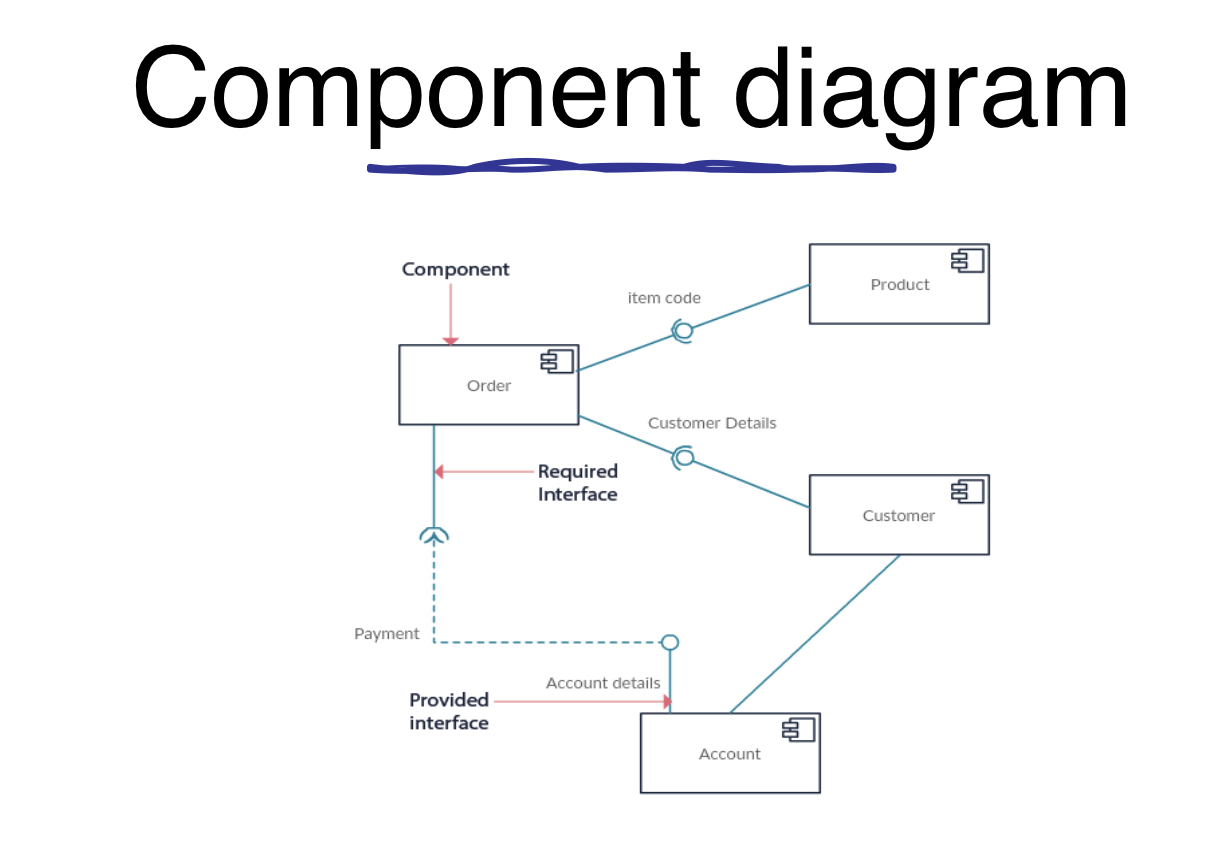 Component diagram
Component
item code
Product
Order
Customer Details
Required
Interface
Customer
Payment
Account details
Provided
interface
Account